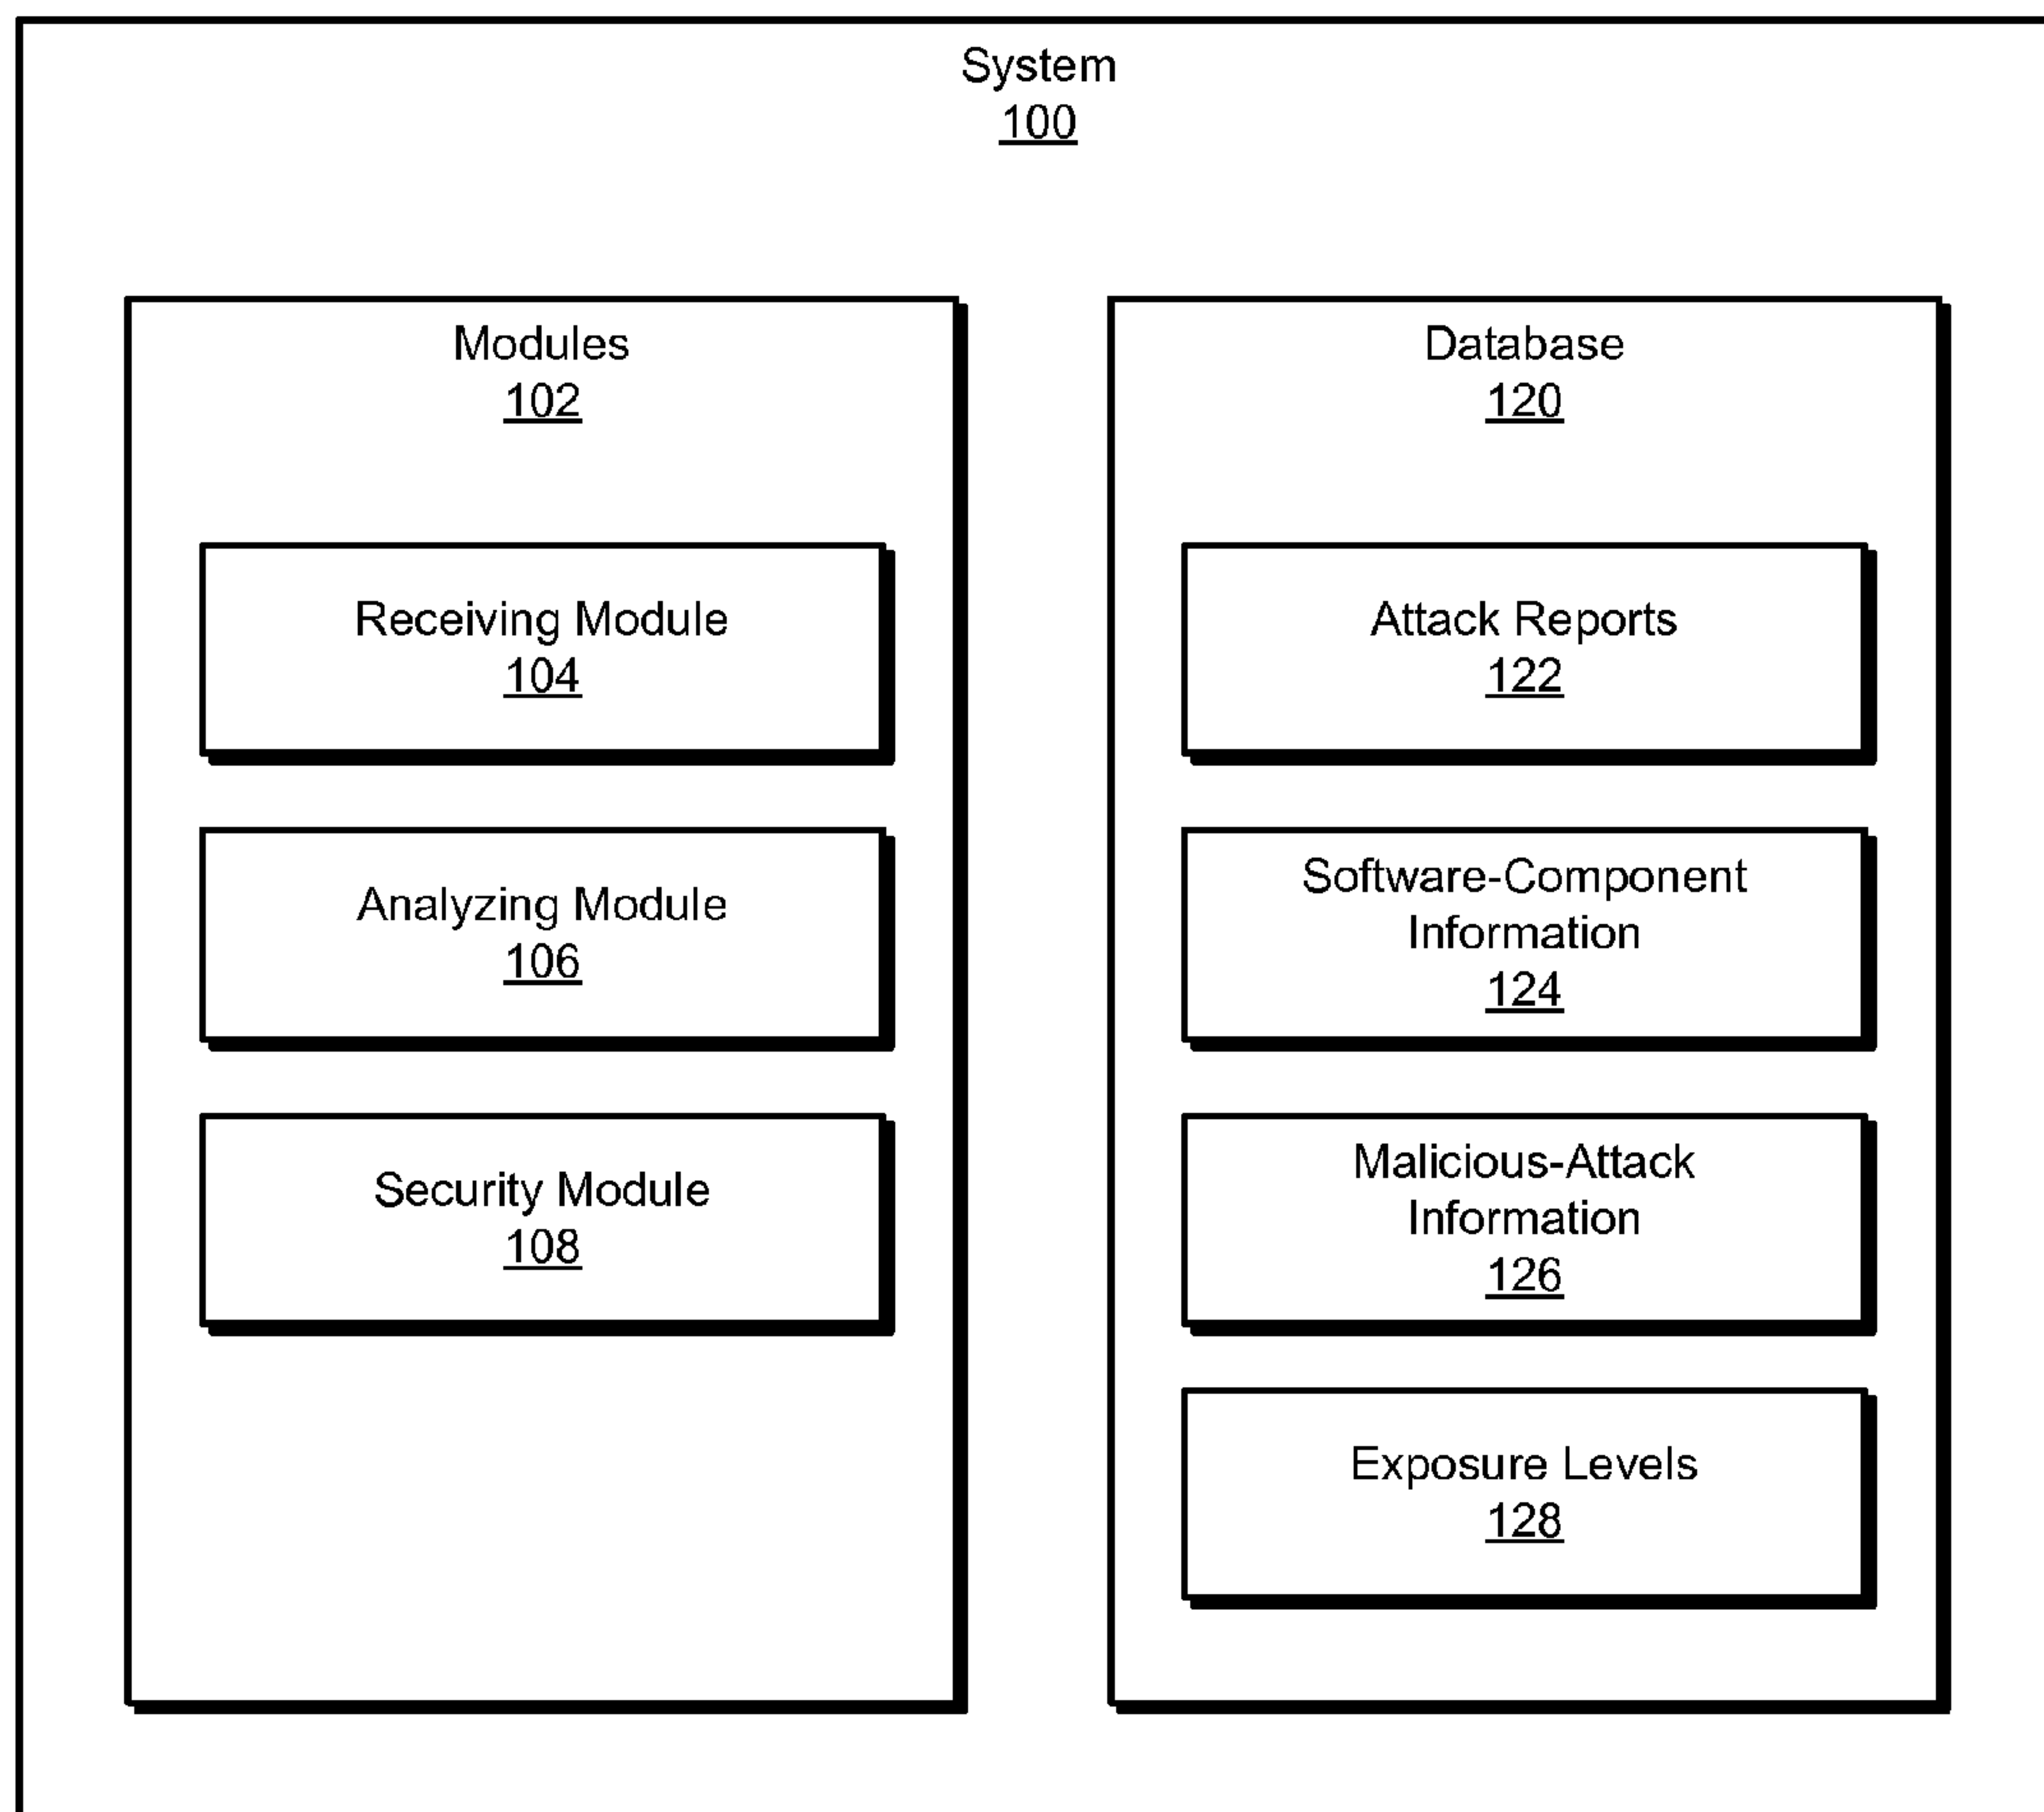 System
100
Modules
102
Receiving Module
104
Analyzing Module
106
Security Module
108
Database
120
Attack Reports
122
Software-Component
Information
124
Malicious-Attack
Information
126
Exposure Levels
128